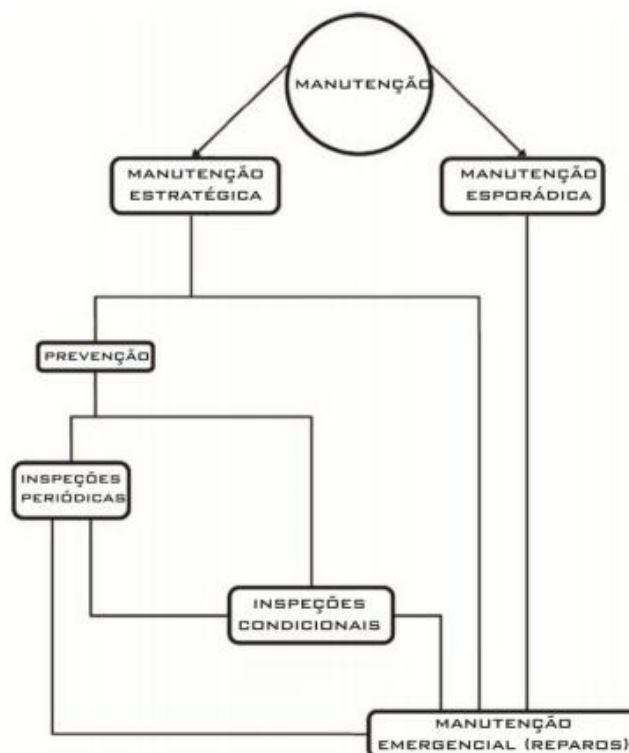 MANUTENÇÃO
MANUTENÇÃO
ESTRATÉGICA
MANUTENÇÃO
ESPORÁDICA
PREVENÇÃO
INSPEÇÕES
PERIÓDICAS
INSPEÇÕES
CONDICIONAIS
MANUTENÇÃO
EMERGENCIAL (REPAROS)